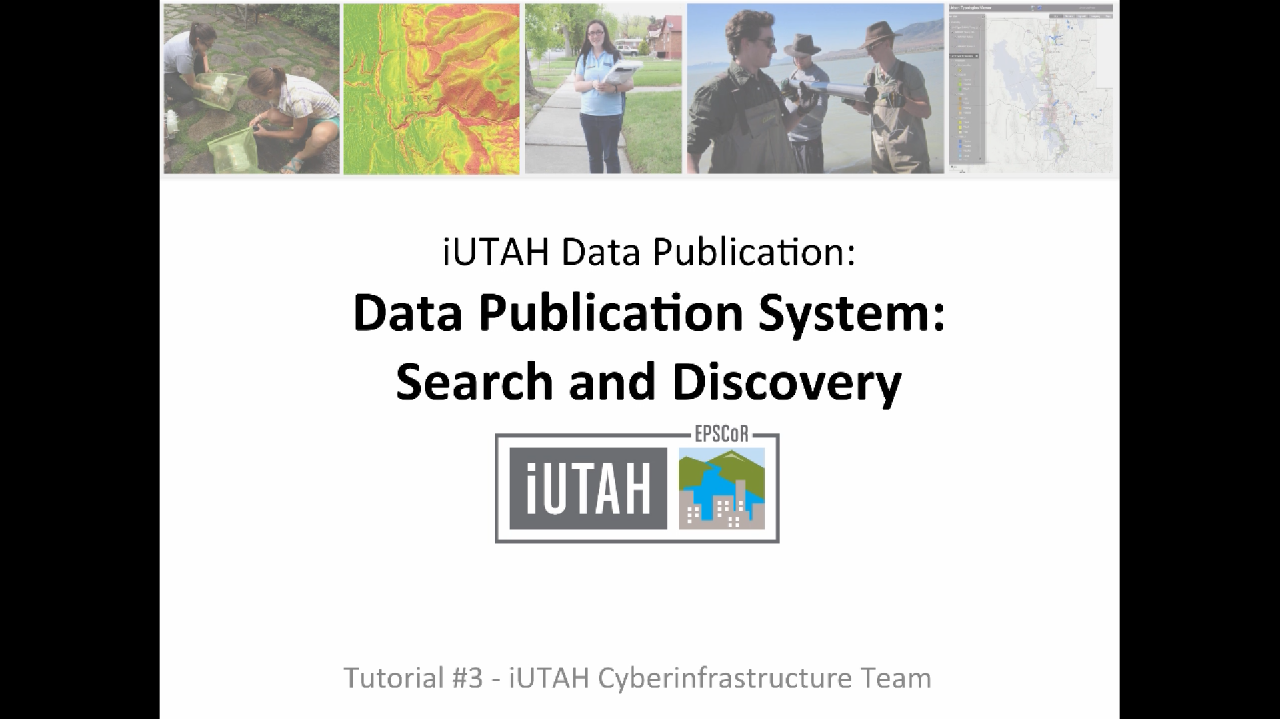 iUTAH Data Publication:
Data Publication System:
Search and Discovery
EPSCoR
iUTAH
Tutorial #3 - iUTAH Cyberinfrastructure Team